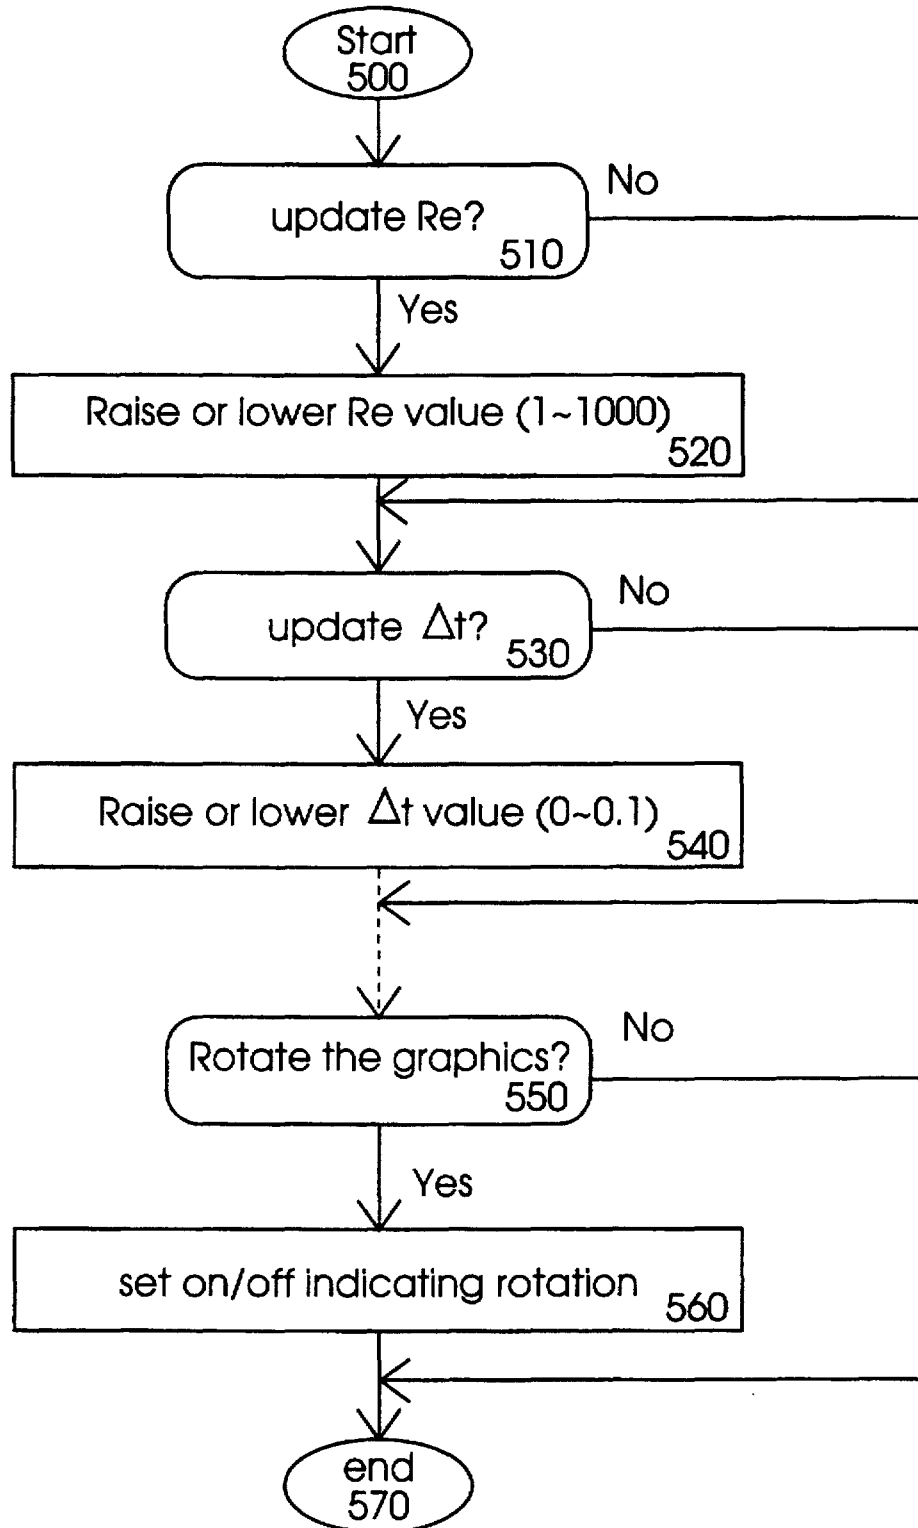 Start
500
No
update Re?
510
Yes
Raise or lower Re value (1~1000)
520
No
update Δt?
530
Yes
Raise or lower Δt value (0~0.1)
540
No
Rotate the graphics?
550
Yes
set on/off indicating rotation
560
end
570